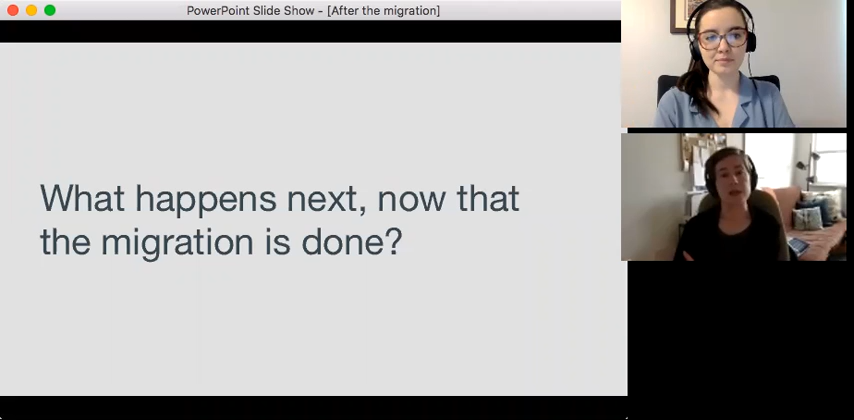 PowerPoint Slide Show - [After the migration]
What happens next, now that
the migration is done?